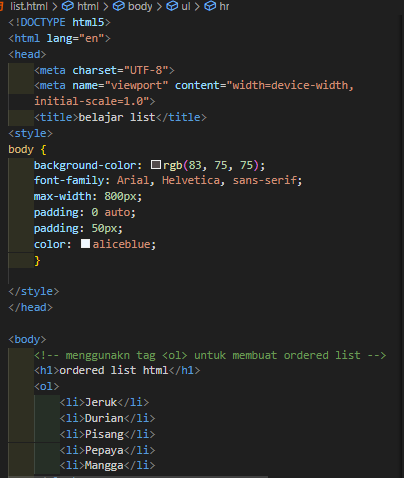 list.html > html > body > ul > hr
<!DOCTYPE html5>
<html lang="en">
<head>
<meta charset="UTF-8">
<meta name="viewport" content="width=device-width,
initial-scale=1.0">
<title>belajar list</title>
<style>
body {
background-color: rgb(83, 75, 75);
font-family: Arial, Helvetica, sans-serif;
max-width: 800px;
padding: 0 auto;
padding: 50px;
color: aliceblue;
}
</style>
</head>
<body>
<!-- menggunakn tag <ol> untuk membuat ordered list -->
<h1>ordered list html</h1>
<ol>
<li>Jeruk</li>
<li>Durian</li>
<li>Pisang</li>
<li>Pepaya</li>
<li>Mangga</li>